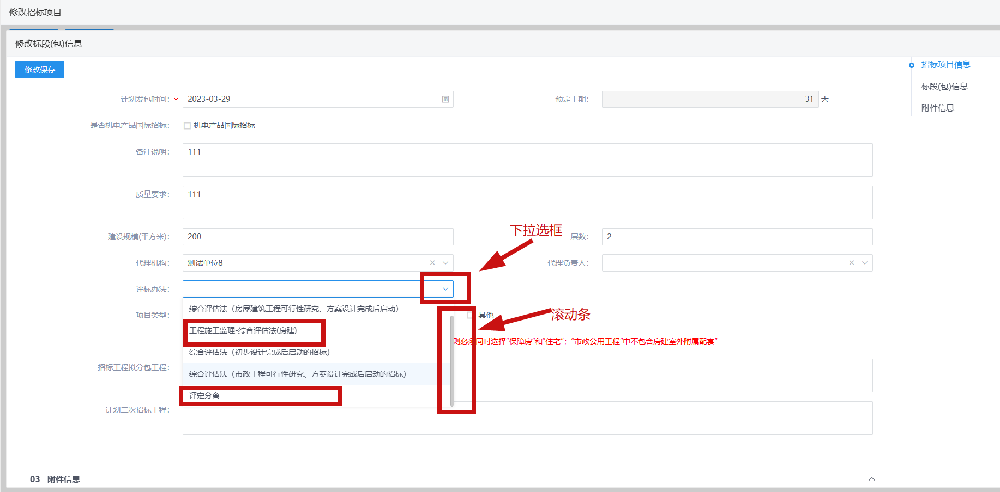 修改招标项目
修改标段(包)信息
修改保存
招标项目信息
标段(包)信息
附件信息
计划发包时间：* 2023-03-29
预定工期： 31 天
是否机电产品国际招标： 机电产品国际招标
备注说明： 111
质量要求： 111
下拉选框
建设规模(平方米)： 200
层数： 2
代理机构： 测试单位8
代理负责人：
评标办法：
综合评估法（房屋建筑工程可行性研究、方案设计完成后启动）
项目类型： 其他
滚动条
工程施工监理-综合评估法(房建)
则必须同时选择“保障房”和“住宅”；“市政公用工程”中不包含房建室外附属配套”
综合评估法（初步设计完成后启动的招标）
招标工程拟分包工程：
综合评估法（市政工程可行性研究、方案设计完成后启动的招标）
评定分离
计划二次招标工程：
03 附件信息